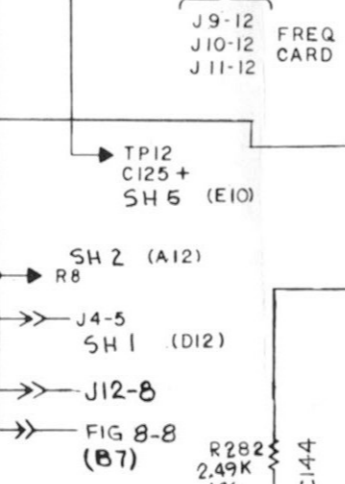 J9-12
J10-12
J11-12
FREQ
CARD
TP12
C125 +
SH 5 (E10)
SH 2 (A12)
R8
J4-5
SH 1 (D12)
J12-8
FIG 8-8
(B7)
R282
2.49K
C144